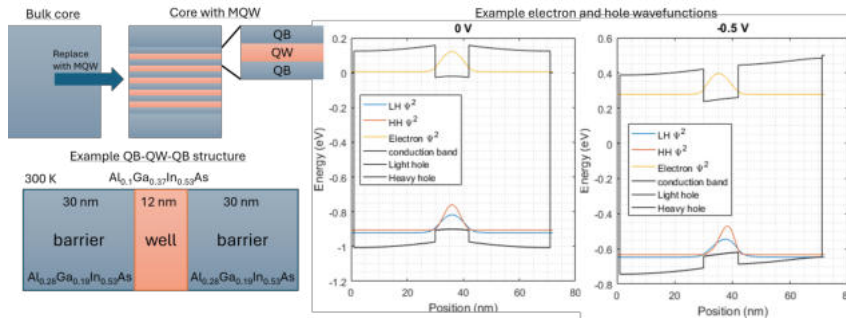 Bulk core
Core with MQW
Replace
with MQW
QB
QW
QB
Example QB-QW-QB structure
300 K
Al0.1Ga0.37In0.53As
30 nm
12 nm
30 nm
barrier
well
barrier
Al0.28Ga0.19In0.53As
Al0.28Ga0.19In0.53As
Example electron and hole wavefunctions
0 V
Energy (eV)
0.2
0
-0.2
-0.4
-0.6
-0.8
-1
-1.2
LH Ψ²
HH Ψ²
Electron Ψ²
conduction band
Light hole
Heavy hole
0
20
40
60
80
Position (nm)
-0.5 V
Energy (eV)
0.6
0.4
0.2
0
-0.2
-0.4
-0.6
-0.8
LH Ψ²
HH Ψ²
Electron Ψ²
conduction band
Light hole
Heavy hole
0
20
40
60
80
Position (nm)